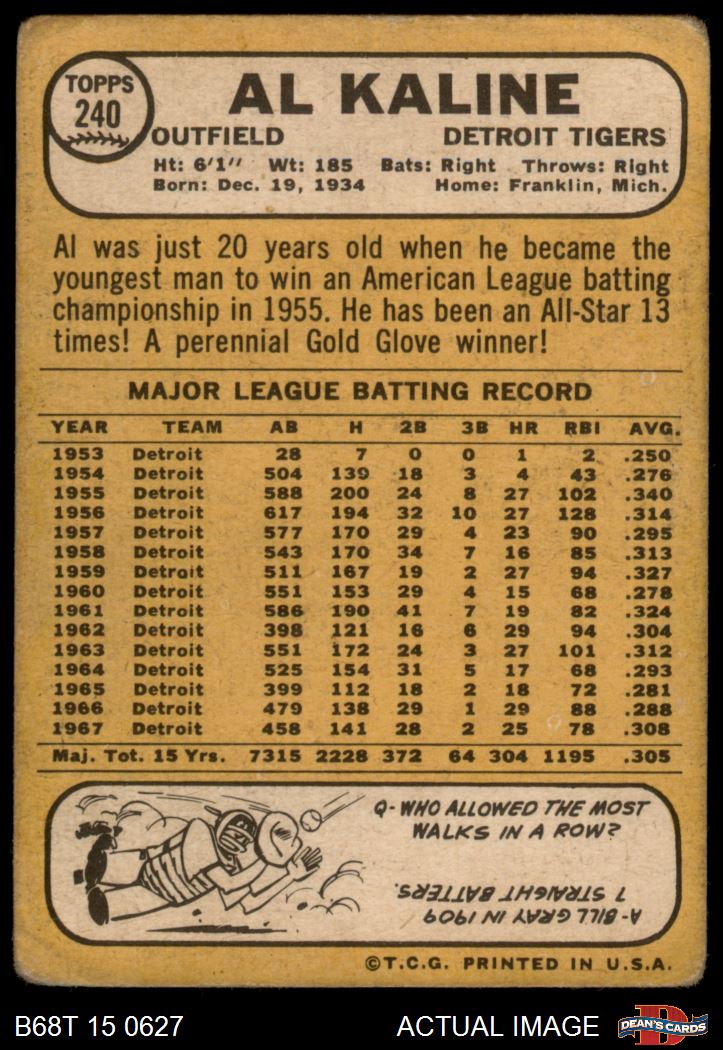 TOPPS
240
AL KALINE
OUTFIELD DETROIT TIGERS
Ht: 6'1" Wt: 185 Bats: Right Throws: Right
Born: Dec. 19, 1934 Home: Franklin, Mich.
Al was just 20 years old when he became the
youngest man to win an American League batting
championship in 1955. He has been an All-Star 13
times! A perennial Gold Glove winner!
MAJOR LEAGUE BATTING RECORD
YEAR TEAM AB H 2B 3B HR RBI AVG.
1953 Detroit 28 7 0 0 1 2 .250
1954 Detroit 504 139 18 3 4 43 .276
1955 Detroit 588 200 24 8 27 102 .340
1956 Detroit 617 194 32 10 27 128 .314
1957 Detroit 577 170 29 4 23 90 .295
1958 Detroit 543 170 34 7 16 85 .313
1959 Detroit 511 167 19 2 27 94 .327
1960 Detroit 551 153 29 4 15 68 .278
1961 Detroit 586 190 41 7 19 82 .324
1962 Detroit 398 121 16 6 29 94 .304
1963 Detroit 551 172 24 3 27 101 .312
1964 Detroit 525 154 31 5 17 68 .293
1965 Detroit 399 112 18 2 18 72 .281
1966 Detroit 479 138 29 1 29 88 .288
1967 Detroit 458 141 28 2 25 78 .308
Maj. Tot. 15 Yrs. 7315 2228 372 64 304 1195 .305
Q- WHO ALLOWED THE MOST
WALKS IN A ROW?
A- BILL GRAY IN 1909
7 STRAIGHT BATTERS.
©T.C.G. PRINTED IN U.S.A.
B68T 15 0627 ACTUAL IMAGE
D
DEAN'S CARDS